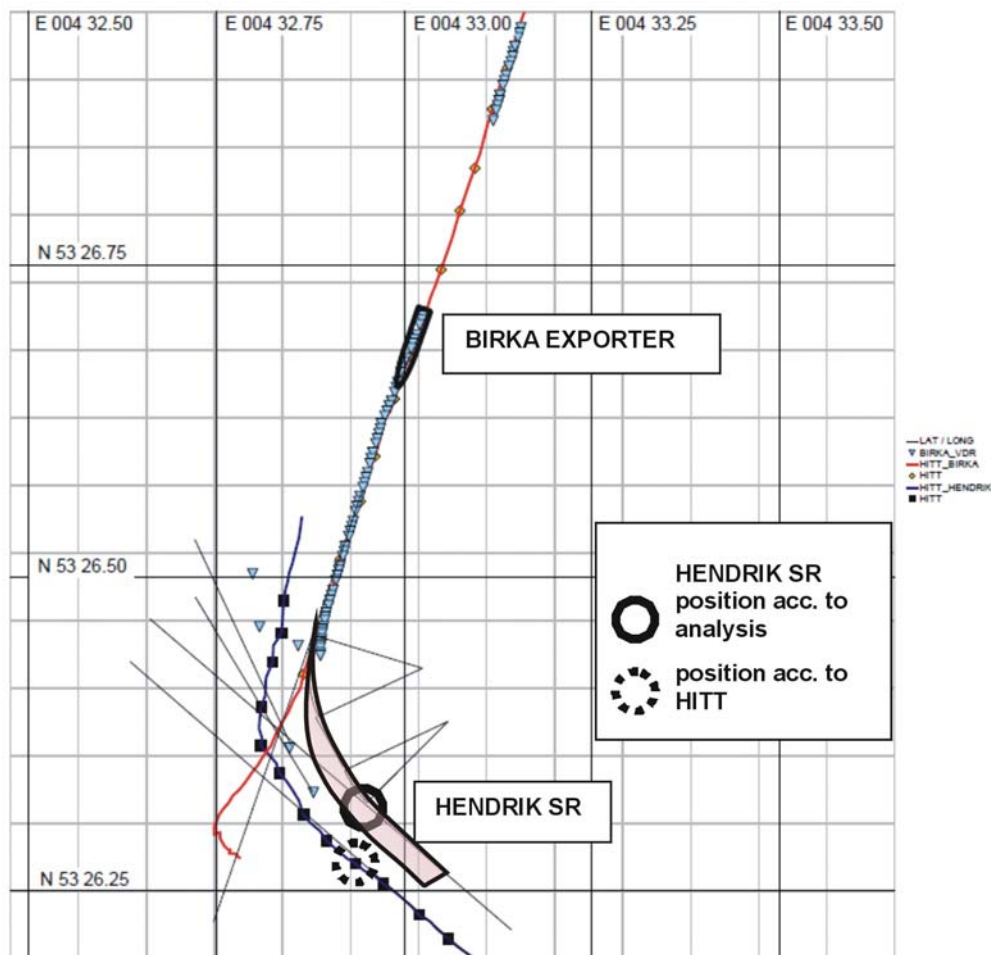 E 004 32.50
E 004 32.75
E 004 33.00
E 004 33.25
E 004 33.50
N 53 26.75
BIRKA EXPORTER
LAT / LONG
BIRKA_VDR
HITT_BIRKA
HITT
HITT_HENDRIK
HITT
N 53 26.50
HENDRIK SR
position acc. to
analysis
position acc. to
HITT
HENDRIK SR
N 53 26.25